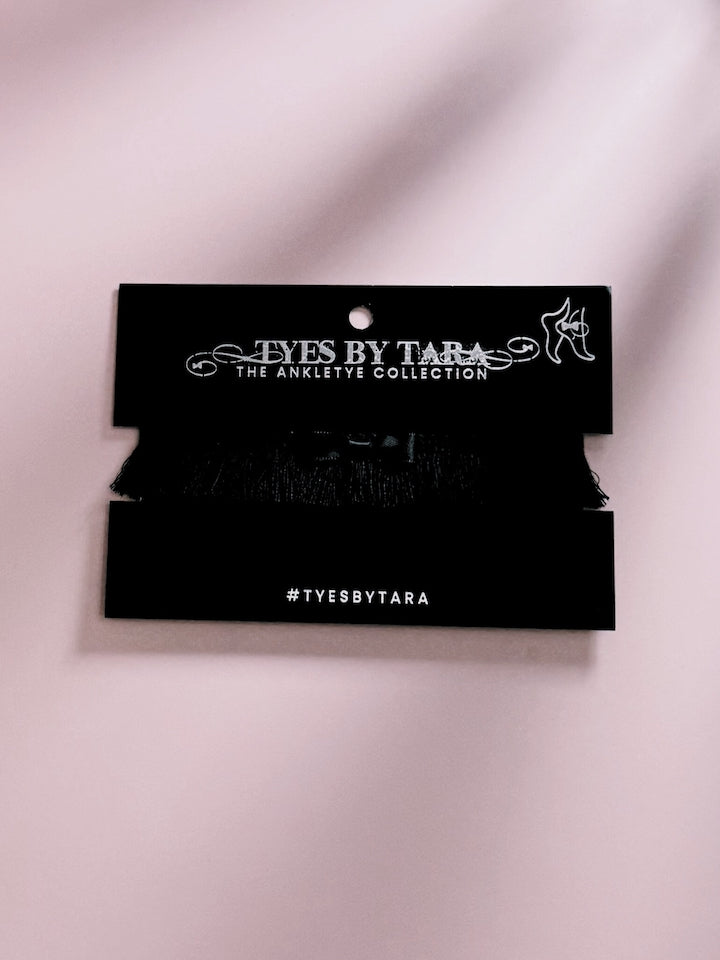 TYES BY TARA
THE ANKLETYE COLLECTION
#TYESBYTARA